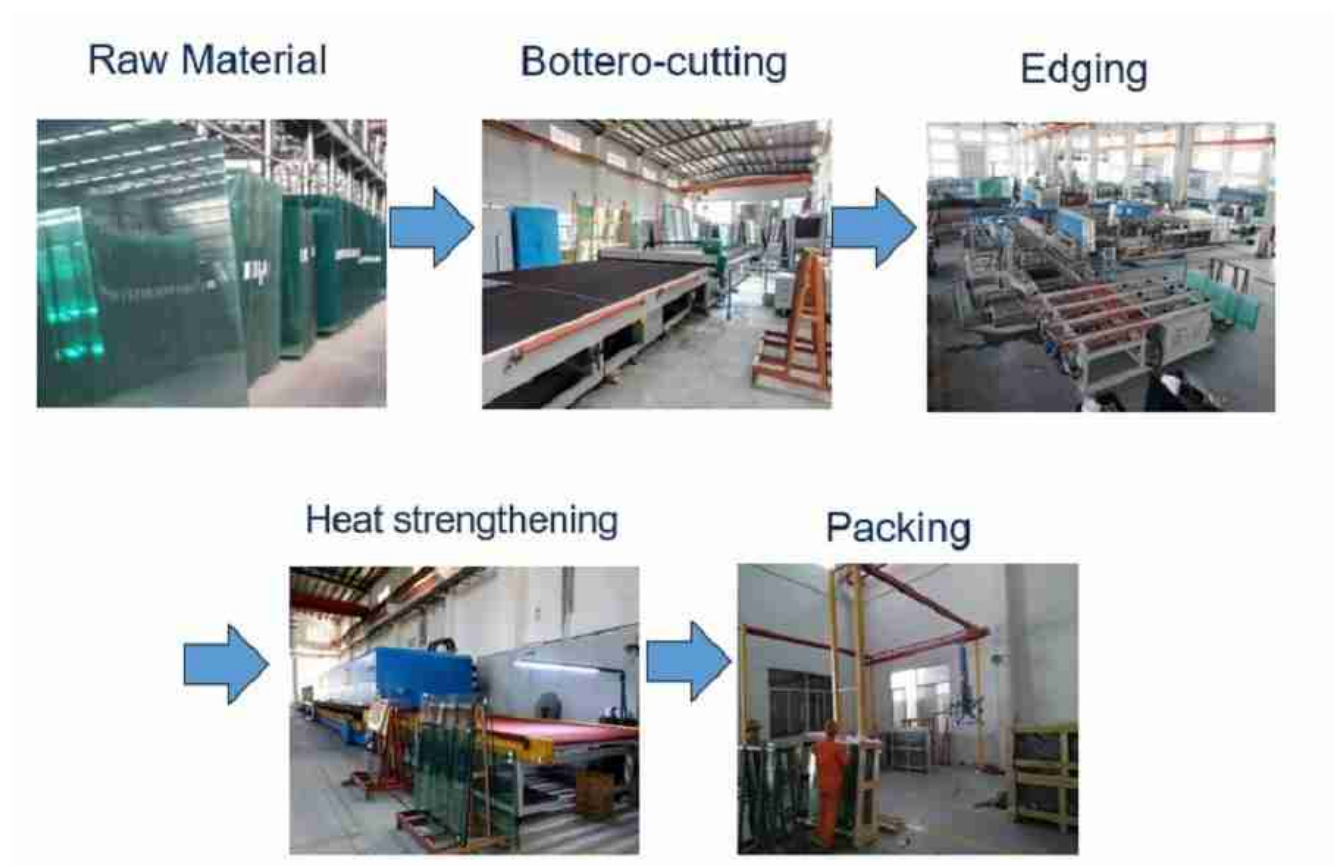 Raw Material
Bottero-cutting
Edging
Heat strengthening
Packing